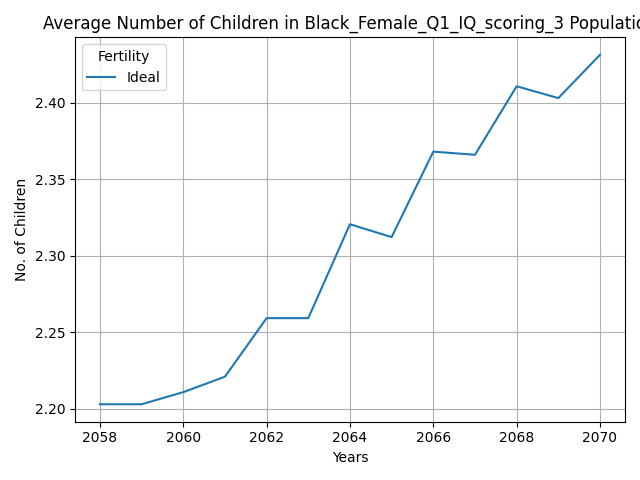 Average Number of Children in Black_Female_Q1_IQ_scoring_3 Populatio
Fertility
Ideal
No. of Children
2.40
2.35
2.30
2.25
2.20
2058 2060 2062 2064 2066 2068 2070
Years